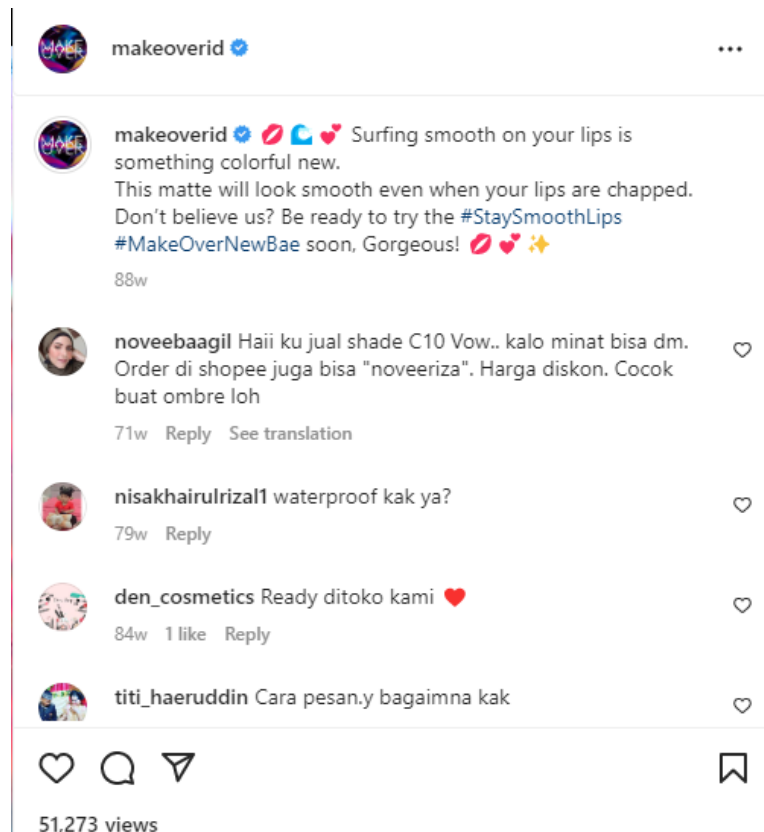 MAKE OVER
makeoverid
MAKE OVER
makeoverid 💋 🌊 💕 Surfing smooth on your lips is
something colorful new.
This matte will look smooth even when your lips are chapped.
Don't believe us? Be ready to try the #StaySmoothLips
#MakeOverNewBae soon, Gorgeous! 💋 💕 ✨
88w
noveebaagil Haii ku jual shade C10 Vow.. kalo minat bisa dm.
Order di shopee juga bisa "noveeriza". Harga diskon. Cocok
buat ombre loh
71w Reply See translation
nisakhairulrizal1 waterproof kak ya?
79w Reply
den_cosmetics Ready ditoko kami ❤️
84w 1 like Reply
titi_haeruddin Cara pesan.y bagaimna kak
51,273 views